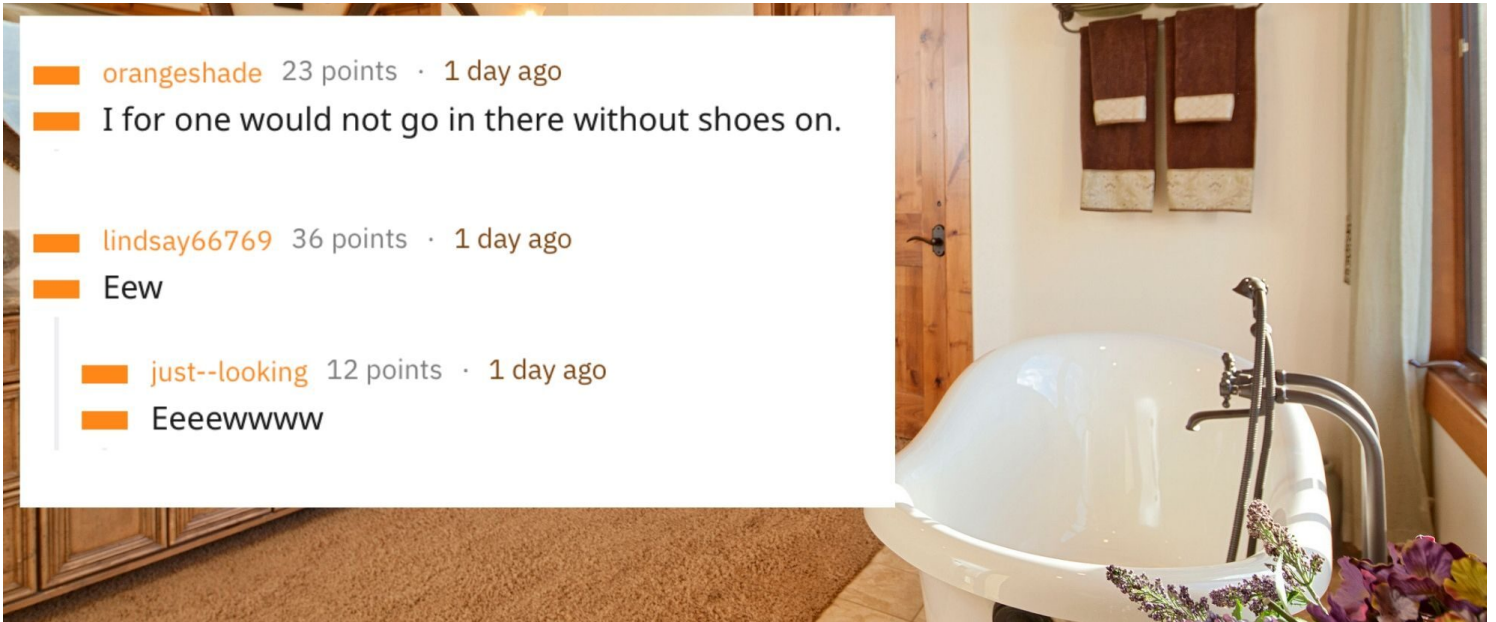 orangeshade 23 points · 1 day ago
I for one would not go in there without shoes on.
lindsay66769 36 points · 1 day ago
Eew
just--looking 12 points · 1 day ago
Eeeewwww